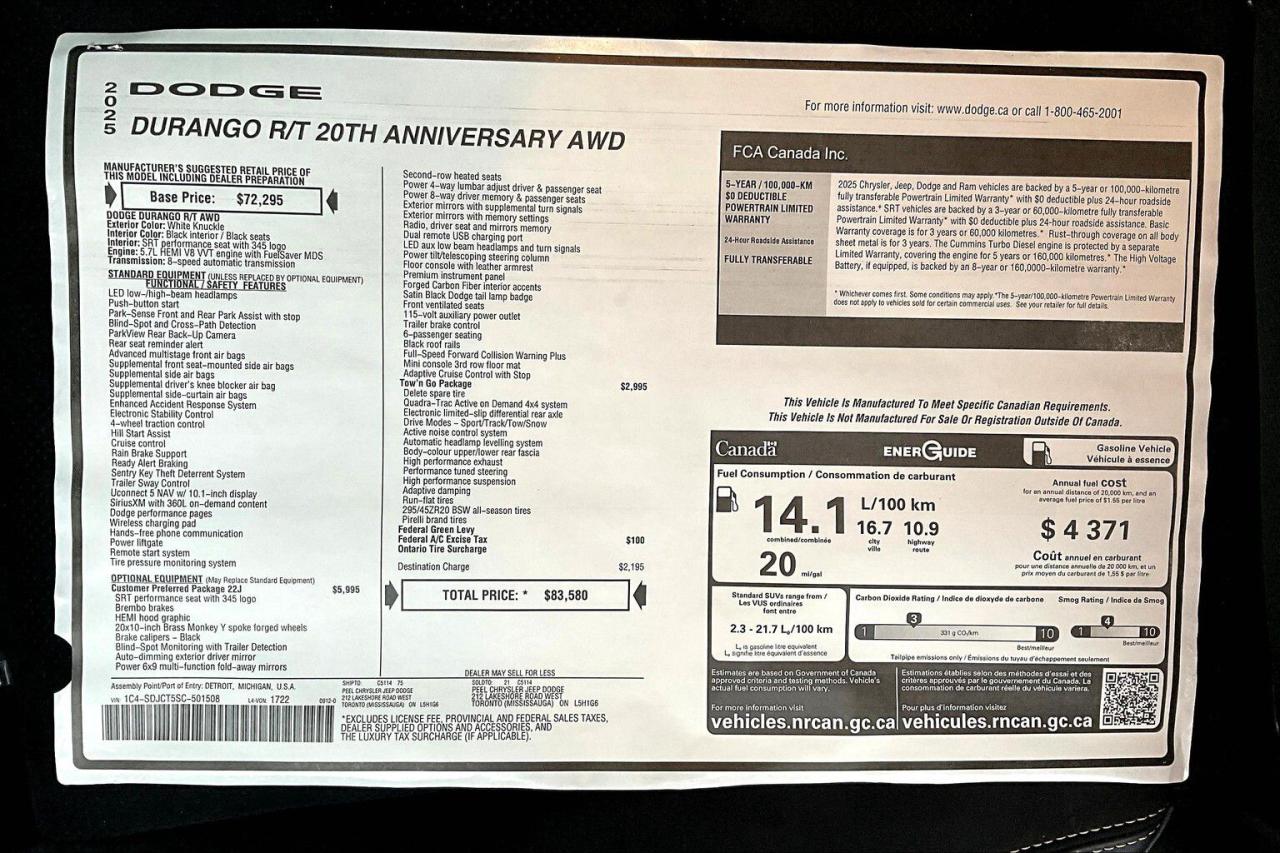 2025 DODGE
DURANGO R/T 20TH ANNIVERSARY AWD
MANUFACTURER'S SUGGESTED RETAIL PRICE OF
THIS MODEL INCLUDING DEALER PREPARATION
Base Price: $72,295
DODGE DURANGO R/T AWD
Exterior Color: White Knuckle
Interior Color: Black interior / Black seats
Interior: SRT performance seat with 345 logo
Engine: 5.7L HEMI V8 VVT engine with FuelSaver MDS
Transmission: 8-speed automatic transmission
STANDARD EQUIPMENT (UNLESS REPLACED BY OPTIONAL EQUIPMENT)
FUNCTIONAL / SAFETY FEATURES
LED low-/high-beam headlamps
Push-button start
Park-Sense Front and Rear Park Assist with stop
Blind-Spot and Cross-Path Detection
ParkView Rear Back-Up Camera
Rear seat reminder alert
Advanced multistage front air bags
Supplemental front seat-mounted side air bags
Supplemental side air bags
Supplemental driver's knee blocker air bag
Supplemental side-curtain air bags
Enhanced Accident Response System
Electronic Stability Control
4-wheel traction control
Hill Start Assist
Cruise control
Rain Brake Support
Ready Alert Braking
Sentry Key Theft Deterrent System
Trailer Sway Control
Uconnect 5 NAV w/ 10.1-inch display
SiriusXM with 360L on-demand content
Dodge performance pages
Wireless charging pad
Hands-free phone communication
Power liftgate
Remote start system
Tire pressure monitoring system
OPTIONAL EQUIPMENT (May Replace Standard Equipment)
Customer Preferred Package 22J $5,995
SRT performance seat with 345 logo
Brembo brakes
HEMI hood graphic
20x10-inch Brass Monkey Y spoke forged wheels
Brake calipers - Black
Blind-Spot Monitoring with Trailer Detection
Auto-dimming exterior driver mirror
Power 6x9 multi-function fold-away mirrors
Second-row heated seats
Power 4-way lumbar adjust driver & passenger seat
Power 8-way driver memory & passenger seats
Exterior mirrors with supplemental turn signals
Exterior mirrors with memory settings
Radio, driver seat and mirrors memory
Dual remote USB charging port
LED aux low beam headlamps and turn signals
Power tilt/telescoping steering column
Floor console with leather armrest
Premium instrument panel
Forged Carbon Fiber interior accents
Satin Black Dodge tail lamp badge
Front ventilated seats
115-volt auxiliary power outlet
Trailer brake control
6-passenger seating
Black roof rails
Full-Speed Forward Collision Warning Plus
Mini console 3rd row floor mat
Adaptive Cruise Control with Stop
Tow'n Go Package $2,995
Delete spare tire
Quadra-Trac Active on Demand 4x4 system
Electronic limited-slip differential rear axle
Drive Modes - Sport/Track/Tow/Snow
Active noise control system
Automatic headlamp levelling system
Body-colour upper/lower rear fascia
High performance exhaust
Performance tuned steering
High performance suspension
Adaptive damping
Run-flat tires
295/45ZR20 BSW all-season tires
Pirelli brand tires
Federal Green Levy
Federal A/C Excise Tax $100
Ontario Tire Surcharge
Destination Charge $2,195
TOTAL PRICE: * $83,580
DEALER MAY SELL FOR LESS
Assembly Point/Port of Entry: DETROIT, MICHIGAN, U.S.A.
VIN: 1C4-SDJCT5SC-501508 L4-VON: 1722 0912-0
SHIPTO: C5114 75
PEEL CHRYSLER JEEP DODGE
212 LAKESHORE ROAD WEST
TORONTO (MISSISSAUGA) ON L5H1G6
SOLDTO: 21 C5114
PEEL CHRYSLER JEEP DODGE
212 LAKESHORE ROAD WEST
TORONTO (MISSISSAUGA) ON L5H1G6
*EXCLUDES LICENSE FEE, PROVINCIAL AND FEDERAL SALES TAXES,
DEALER SUPPLIED OPTIONS AND ACCESSORIES, AND
THE LUXURY TAX SURCHARGE (IF APPLICABLE).
For more information visit: www.dodge.ca or call 1-800-465-2001
FCA Canada Inc.
5-YEAR / 100,000-KM
$0 DEDUCTIBLE
POWERTRAIN LIMITED
WARRANTY
24-Hour Roadside Assistance
FULLY TRANSFERABLE
2025 Chrysler, Jeep, Dodge and Ram vehicles are backed by a 5-year or 100,000-kilometre
fully transferable Powertrain Limited Warranty* with $0 deductible plus 24-hour roadside
assistance.* SRT vehicles are backed by a 3-year or 60,000-kilometre fully transferable
Powertrain Limited Warranty* with $0 deductible plus 24-hour roadside assistance. Basic
Warranty coverage is for 3 years or 60,000 kilometres.* Rust-through coverage on all body
sheet metal is for 3 years. The Cummins Turbo Diesel engine is protected by a separate
Limited Warranty, covering the engine for 5 years or 160,000 kilometres.* The High Voltage
Battery, if equipped, is backed by an 8-year or 160,0000-kilometre warranty.*
* Whichever comes first. Some conditions may apply. *The 5-year/100,000-kilometre Powertrain Limited Warranty
does not apply to vehicles sold for certain commercial uses. See your retailer for full details.
This Vehicle Is Manufactured To Meet Specific Canadian Requirements.
This Vehicle Is Not Manufactured For Sale Or Registration Outside Of Canada.
Canada ENERGUIDE
Gasoline Vehicle
Véhicule à essence
Fuel Consumption / Consommation de carburant
14.1 L/100 km
combined/combinée
16.7 10.9
city highway
ville route
20 mi/gal
Annual fuel cost
for an annual distance of 20,000 km, and an
average fuel price of $1.55 per litre
$ 4 371
Coût annuel en carburant
pour une distance annuelle de 20 000 km, et un
prix moyen du carburant de 1,55 $ par litre
Standard SUVs range from /
Les VUS ordinaires
font entre
2.3 - 21.7 Le/100 km
Le is gasoline litre equivalent
Le signifie litre équivalent d'essence
Carbon Dioxide Rating / Indice de dioxyde de carbone
3
1 331 g CO2/km 10
Best/meilleur
Smog Rating / Indice de Smog
4
1 10
Best/meilleur
Tailpipe emissions only / Émissions du tuyau d'échappement seulement
Estimates are based on Government of Canada
approved criteria and testing methods. Vehicle's
actual fuel consumption will vary.
For more information visit
vehicles.nrcan.gc.ca
Estimations établies selon des méthodes d'essai et des
critères approuvés par le gouvernement du Canada. La
consommation de carburant réelle du véhicule variera.
Pour plus d'information visitez
vehicules.rncan.gc.ca